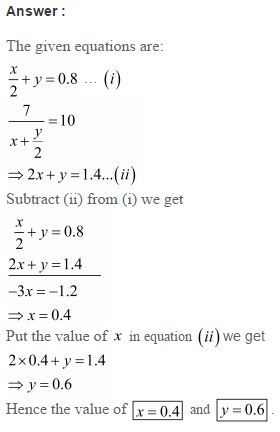 Answer :
The given equations are:
x/2 + y = 0.8 ... (i)
7/(x + y/2) = 10
⇒ 2x + y = 1.4...(ii)
Subtract (ii) from (i) we get
x/2 + y = 0.8
2x + y = 1.4
−3x = −1.2
⇒ x = 0.4
Put the value of x in equation (ii) we get
2×0.4 + y = 1.4
⇒ y = 0.6
Hence the value of x = 0.4 and y = 0.6 .